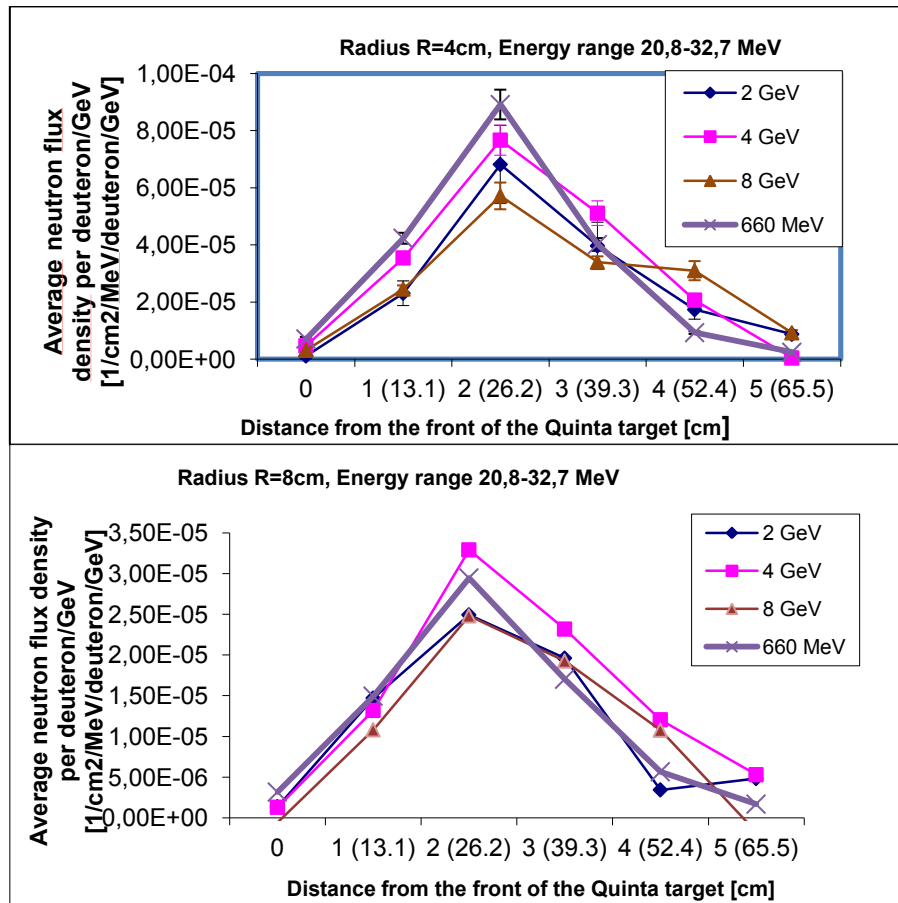 Radius R=4cm, Energy range 20,8-32,7 MeV
Average neutron flux
density per deuteron/GeV
[1/cm2/MeV/deuteron/GeV]
1,00E-04
8,00E-05
6,00E-05
4,00E-05
2,00E-05
0,00E+00
2 GeV
4 GeV
8 GeV
660 MeV
0 1 (13.1) 2 (26.2) 3 (39.3) 4 (52.4) 5 (65.5)
Distance from the front of the Quinta target [cm]
Radius R=8cm, Energy range 20,8-32,7 MeV
Average neutron flux density
per deuteron/GeV
[1/cm2/MeV/deuteron/GeV]
3,50E-05
3,00E-05
2,50E-05
2,00E-05
1,50E-05
1,00E-05
5,00E-06
0,00E+00
2 GeV
4 GeV
8 GeV
660 MeV
0 1 (13.1) 2 (26.2) 3 (39.3) 4 (52.4) 5 (65.5)
Distance from the front of the Quinta target [cm]